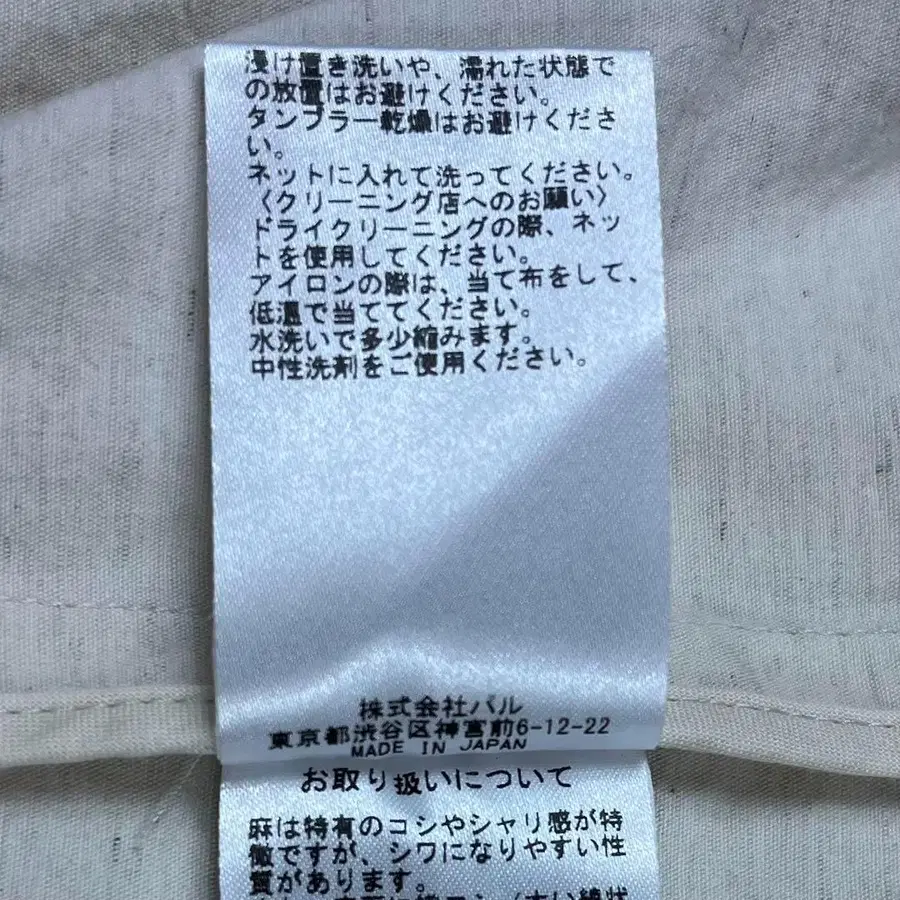 浸け置き洗いや、濡れた状態で
の放置はお避けください。
タンブラー乾燥はお避けくださ
い。
ネットに入れて洗ってください。
〈クリーニング店へのお願い〉
ドライクリーニングの際、ネッ
トを使用してください。
アイロンの際は、当て布をして、
低温で当ててください。
水洗いで多少縮みます。
中性洗剤をご使用ください。
株式会社パル
東京都渋谷区神宮前6-12-22
MADE IN JAPAN
お取り扱いについて
麻は特有のコシやシャリ感が特
徴ですが、シワになりやすい性
質があります。